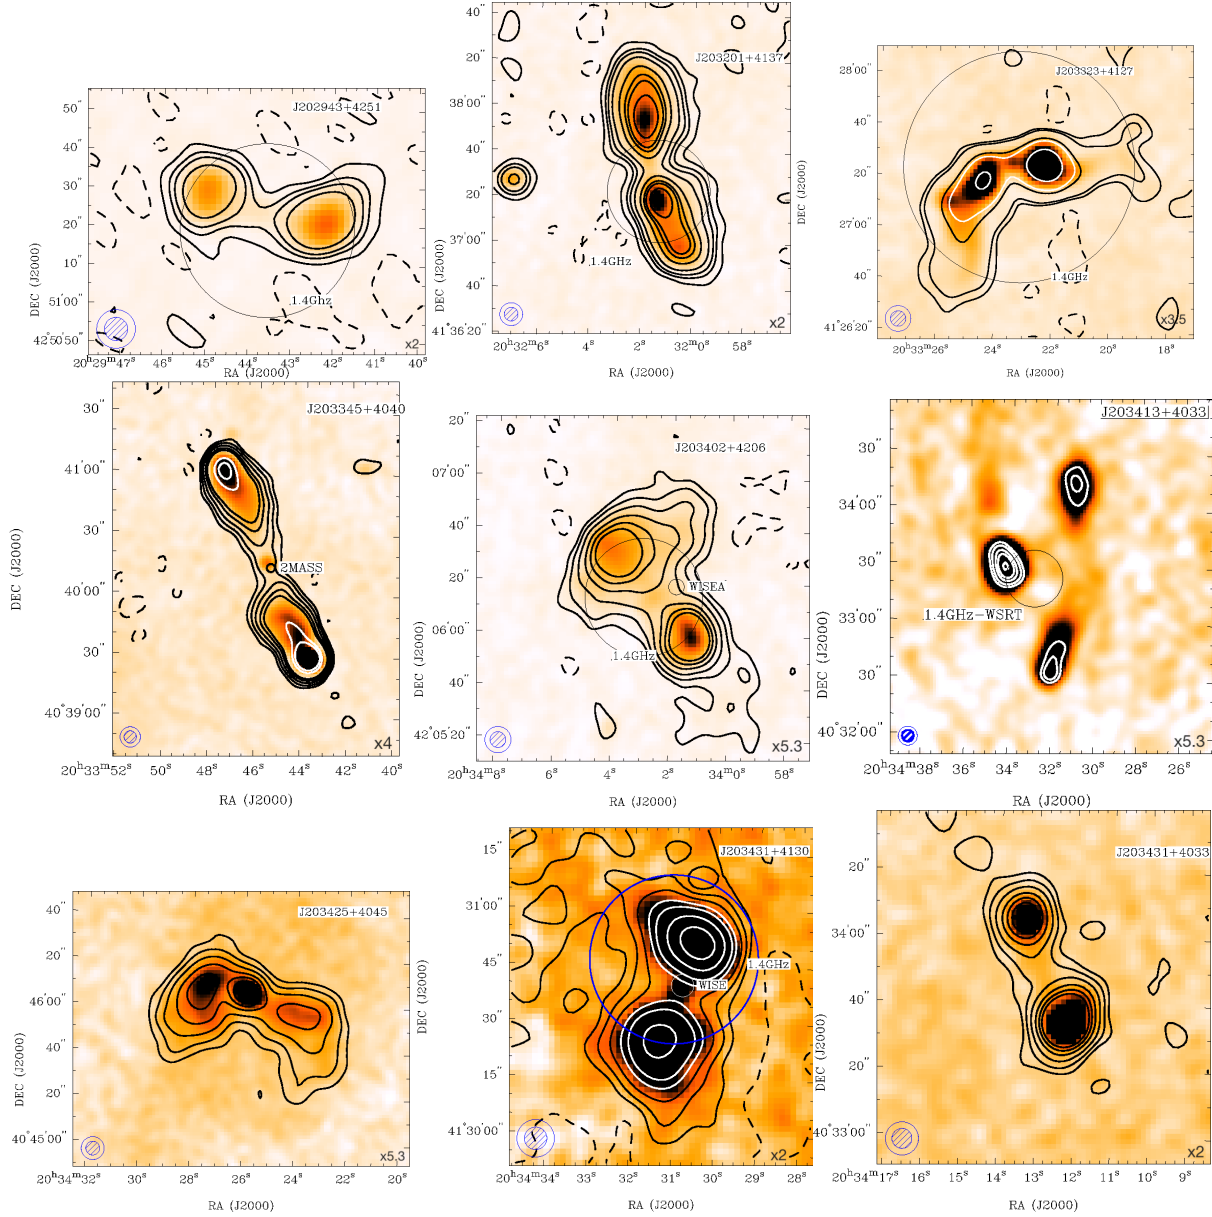 J202943+4251
50"
40"
30"
20"
10"
51'00"
42°50'50"
DEC (J2000)
1.4Ghz
x2
20ʰ29ᵐ47ˢ 45ˢ 44ˢ 43ˢ 42ˢ 41ˢ 40ˢ
RA (J2000)
J203201+4137
40"
20"
38'00"
40"
20"
37'00"
40"
41°36'20"
DEC (J2000)
1.4GHz
x2
20ʰ32ᵐ6ˢ 4ˢ 2ˢ 32ᵐ0ˢ 58ˢ
RA (J2000)
J203323+4127
28'00"
40"
20"
27'00"
40"
41°26'20"
DEC (J2000)
1.4GHz
x3.5
20ʰ33ᵐ26ˢ 24ˢ 22ˢ 20ˢ 18ˢ
RA (J2000)
J203345+4040
30"
41'00"
30"
40'00"
30"
40°39'00"
DEC (J2000)
2MASS
x4
20ʰ33ᵐ52ˢ 50ˢ 48ˢ 46ˢ 44ˢ 42ˢ 40ˢ
RA (J2000)
J203402+4206
20"
07'00"
40"
20"
06'00"
40"
42°05'20"
DEC (J2000)
WISEA
1.4GHz
x5.3
20ʰ34ᵐ8ˢ 6ˢ 4ˢ 2ˢ 34ᵐ0ˢ 58ˢ
RA (J2000)
J203413+4033
30"
34'00"
30"
33'00"
30"
40°32'00"
DEC (J2000)
1.4GHz-WSRT
x5.3
20ʰ34ᵐ38ˢ 36ˢ 34ˢ 32ˢ 30ˢ 28ˢ 26ˢ
RA (J2000)
J203425+4045
40"
20"
46'00"
40"
20"
40°45'00"
DEC (J2000)
x5.3
20ʰ34ᵐ32ˢ 30ˢ 28ˢ 26ˢ 24ˢ 22ˢ 20ˢ
RA (J2000)
J203431+4130
15"
31'00"
45"
30"
15"
41°30'00"
DEC (J2000)
1.4GHz
WISE
x2
20ʰ34ᵐ34ˢ 33ˢ 32ˢ 31ˢ 30ˢ 29ˢ 28ˢ
RA (J2000)
J203431+4033
20"
34'00"
40"
20"
40°33'00"
DEC (J2000)
x2
20ʰ34ᵐ17ˢ 15ˢ 14ˢ 13ˢ 12ˢ 11ˢ 10ˢ 9ˢ
RA (J2000)